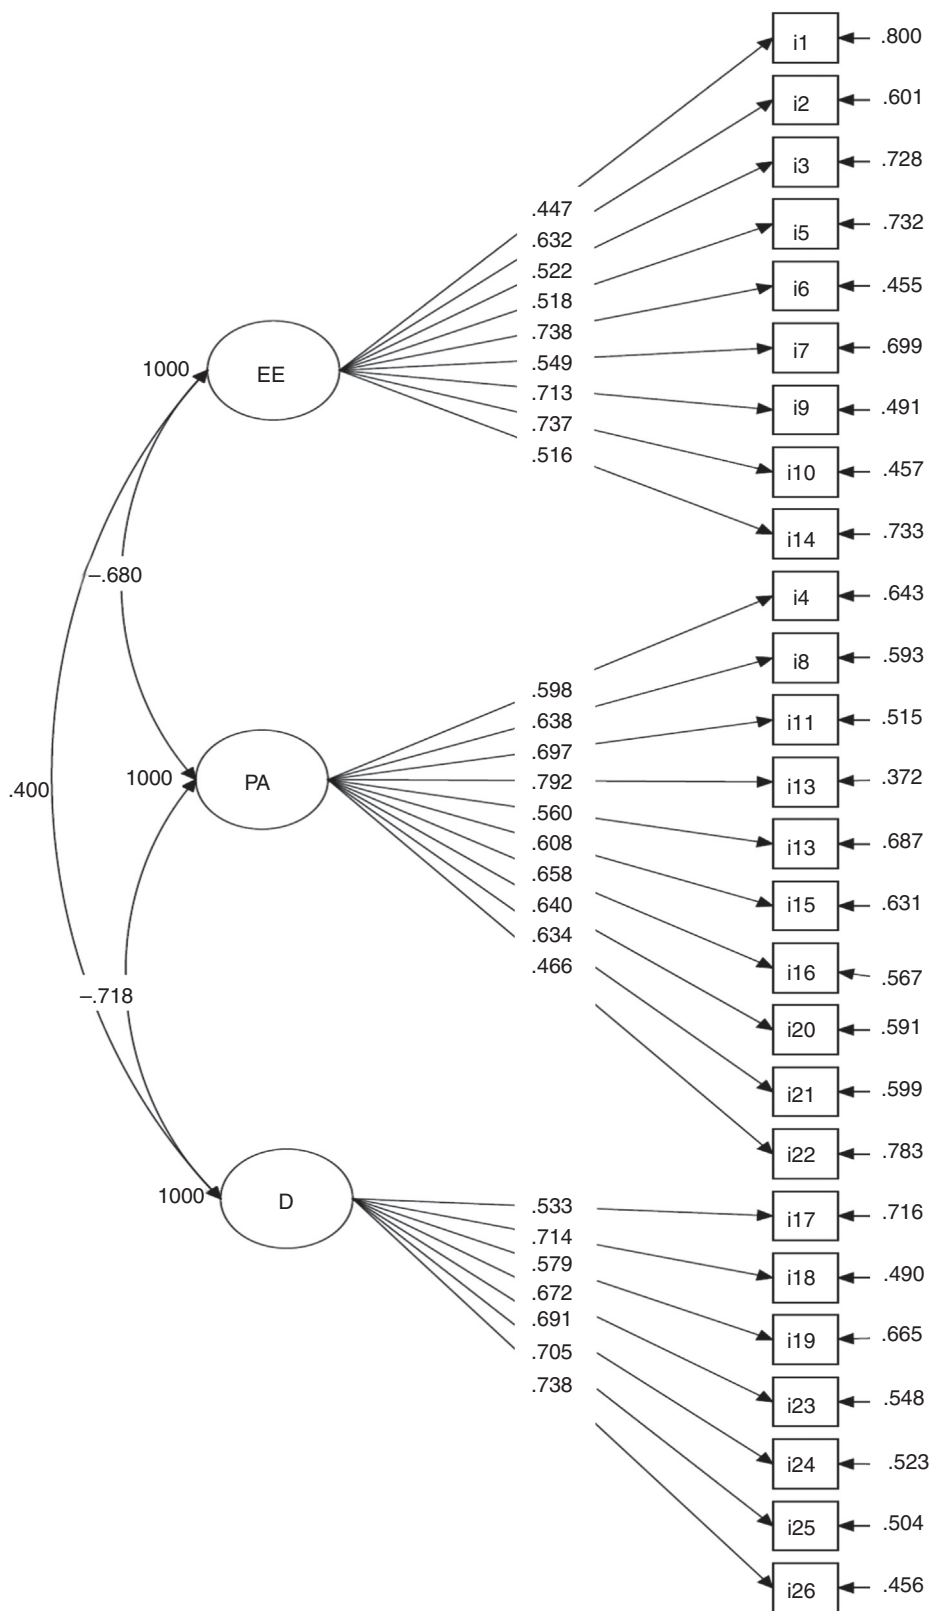 i1 .800
i2 .601
i3 .728
.447
i5 .732
.632
.522
i6 .455
.518
.738
i7 .699
.549
1000 EE
.713
i9 .491
.737
.516
i10 .457
i14 .733
–.680
i4 .643
i8 .593
.598
i11 .515
.638
.697
1000 PA
.792
i13 .372
.400
.560
i13 .687
.608
.658
i15 .631
.640
.634
.466
i16 .567
–.718
i20 .591
i21 .599
i22 .783
1000 D
.533
i17 .716
.714
.579
i18 .490
.672
.691
i19 .665
.705
.738
i23 .548
i24 .523
i25 .504
i26 .456